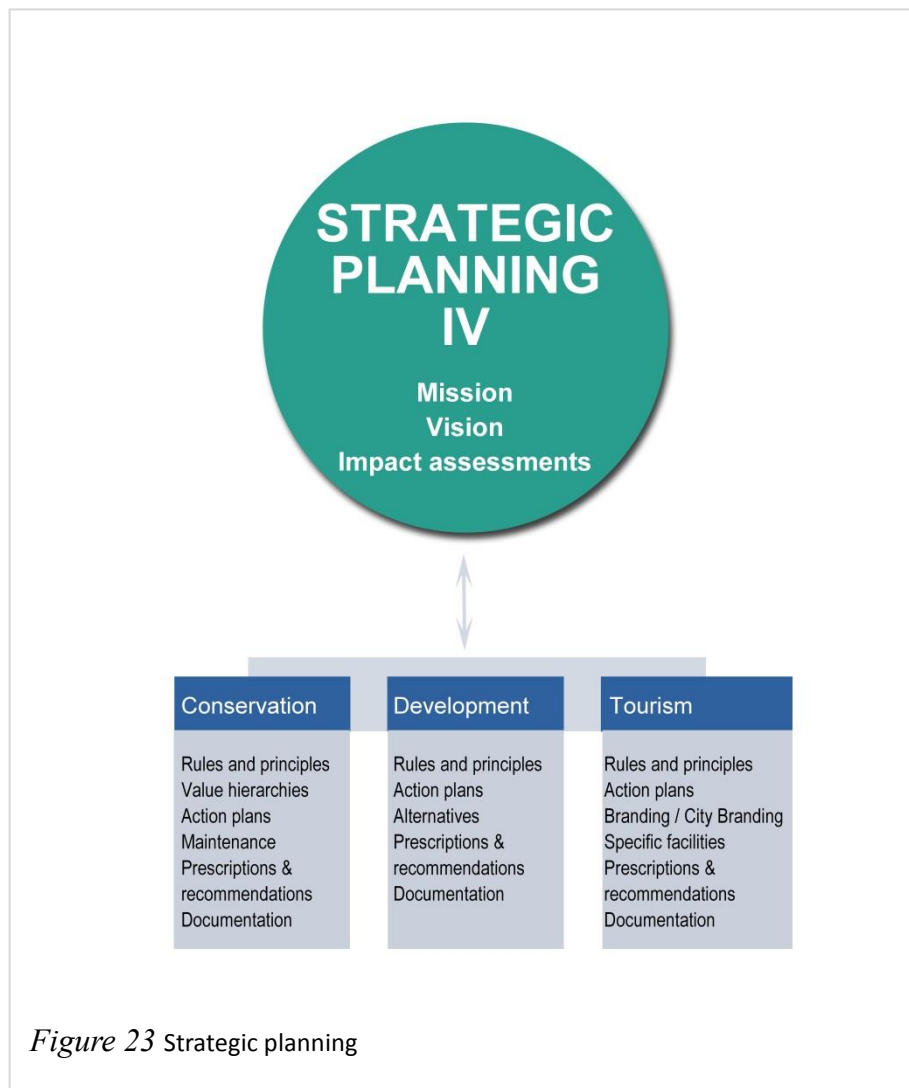 STRATEGIC
PLANNING
IV
Mission
Vision
Impact assessments
Conservation
Rules and principles
Value hierarchies
Action plans
Maintenance
Prescriptions &
recommendations
Documentation
Development
Rules and principles
Action plans
Alternatives
Prescriptions &
recommendations
Documentation
Tourism
Rules and principles
Action plans
Branding / City Branding
Specific facilities
Prescriptions &
recommendations
Documentation
Figure 23 Strategic planning